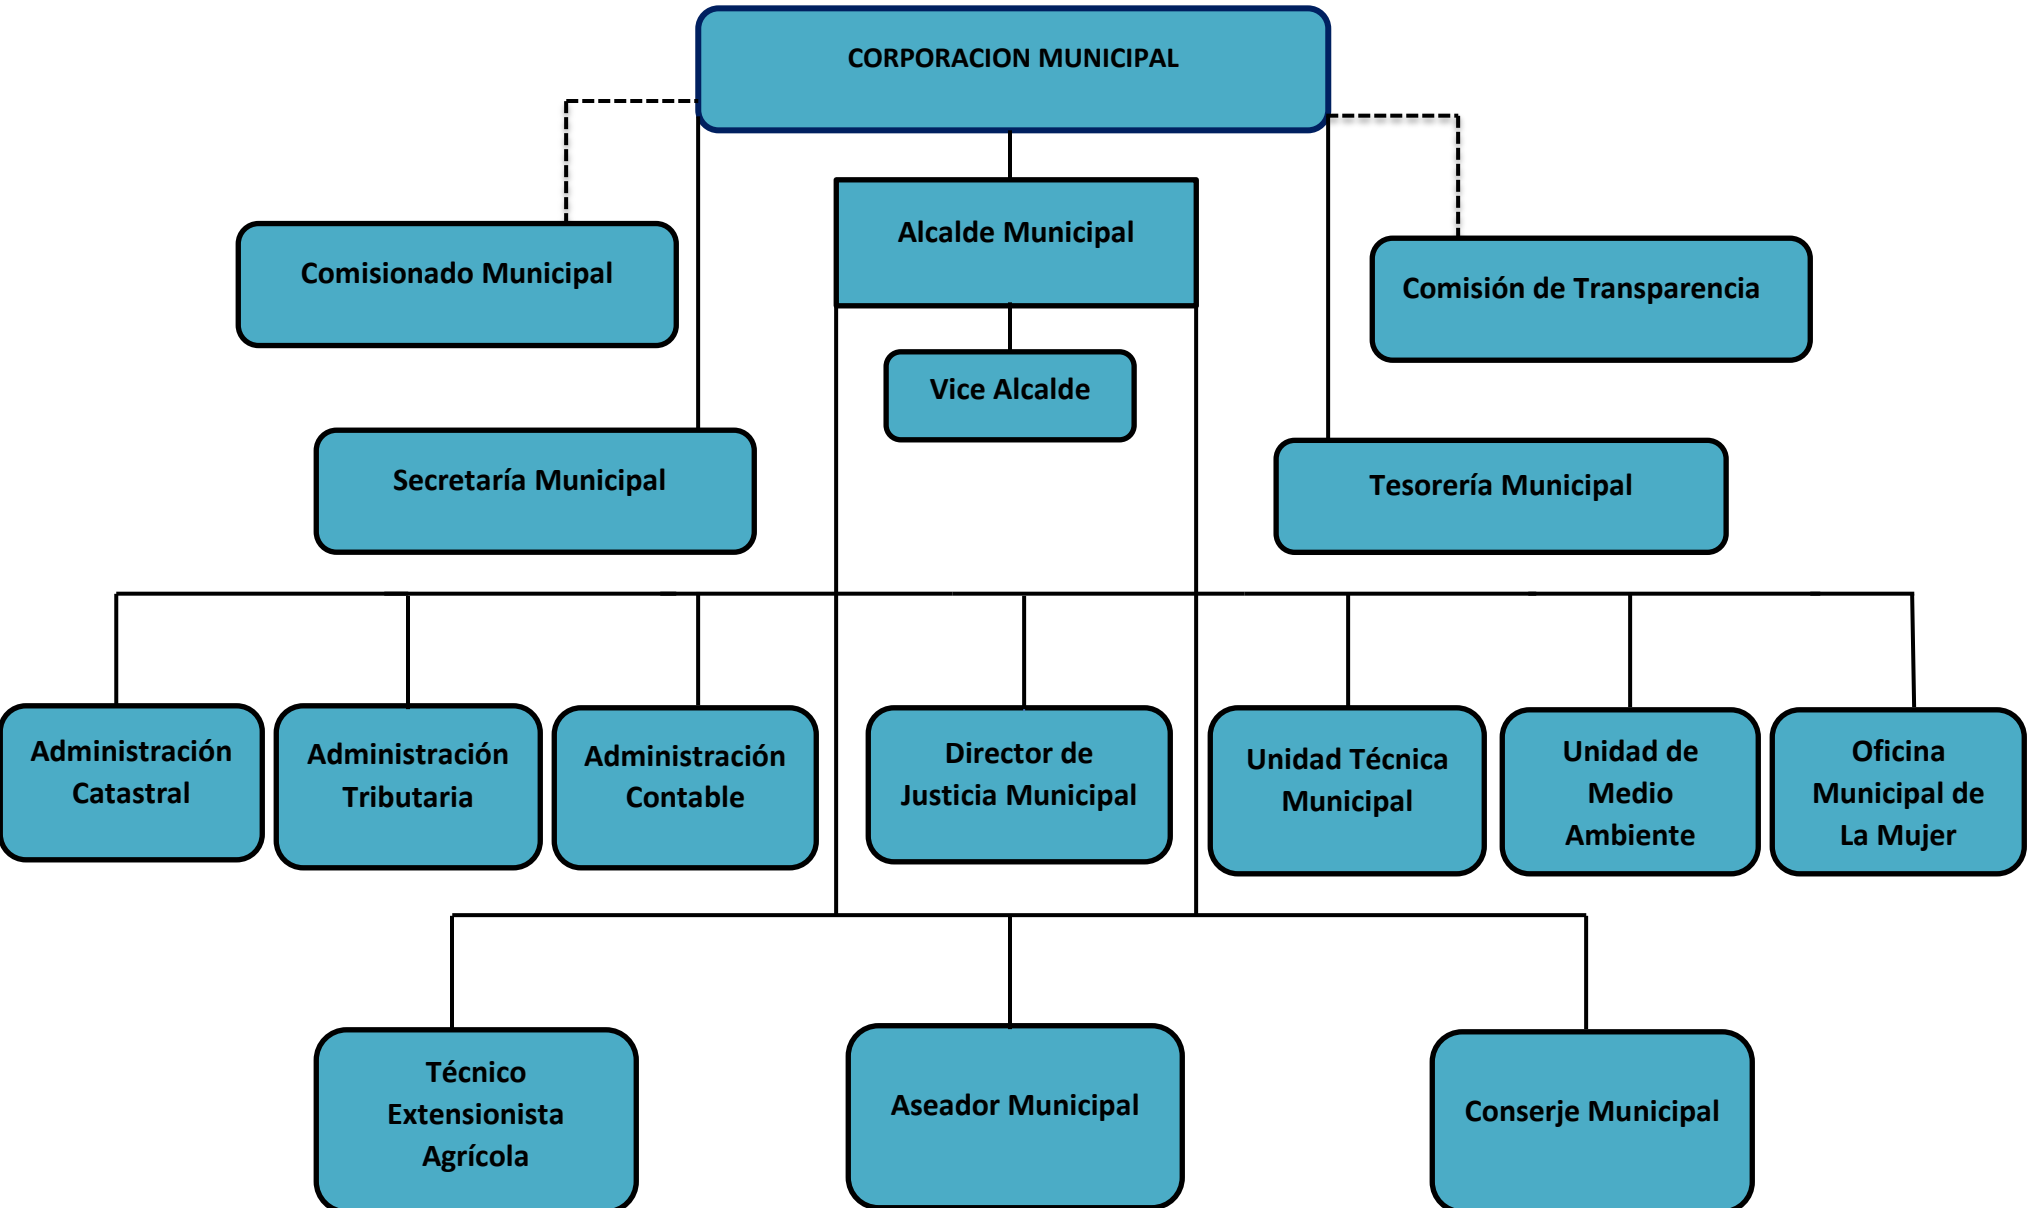 CORPORACION MUNICIPAL
Alcalde Municipal
Comisionado Municipal
Comisión de Transparencia
Vice Alcalde
Secretaría Municipal
Tesorería Municipal
Administración
Catastral
Administración
Tributaria
Administración
Contable
Director de
Justicia Municipal
Unidad Técnica
Municipal
Unidad de
Medio
Ambiente
Oficina
Municipal de
La Mujer
Técnico
Extensionista
Agrícola
Aseador Municipal
Conserje Municipal